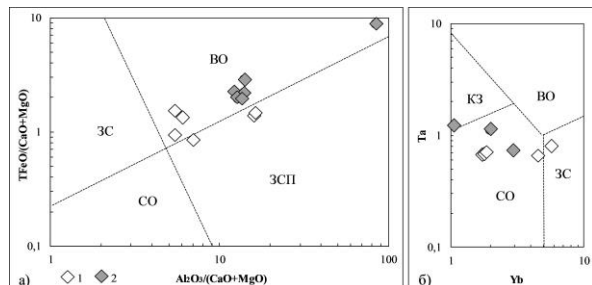 10
ВО
TFeO/(CaO+MgO)
1
ЗС
СО
ЗСП
0,1
1
10
100
а)
1
2
Al₂O₃/(CaO+MgO)
10
КЗ
ВО
Ta
1
СО
ЗС
0,1
1
10
б)
Yb